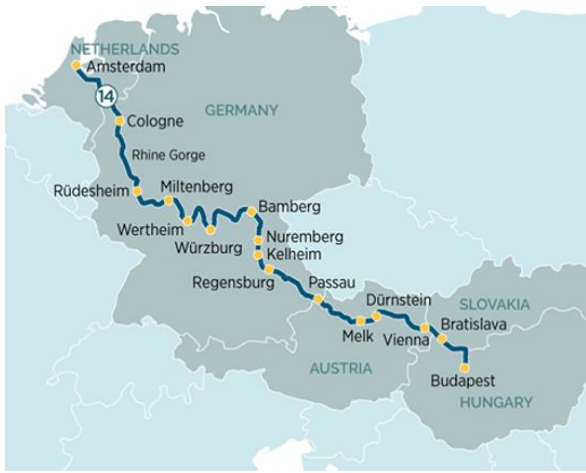 NETHERLANDS
Amsterdam
14
GERMANY
Cologne
Rhine Gorge
Rüdesheim
Miltenberg
Bamberg
Wertheim
Würzburg
Nuremberg
Kelheim
Regensburg
Passau
Dürnstein
SLOVAKIA
Melk
Vienna
Bratislava
AUSTRIA
Budapest
HUNGARY